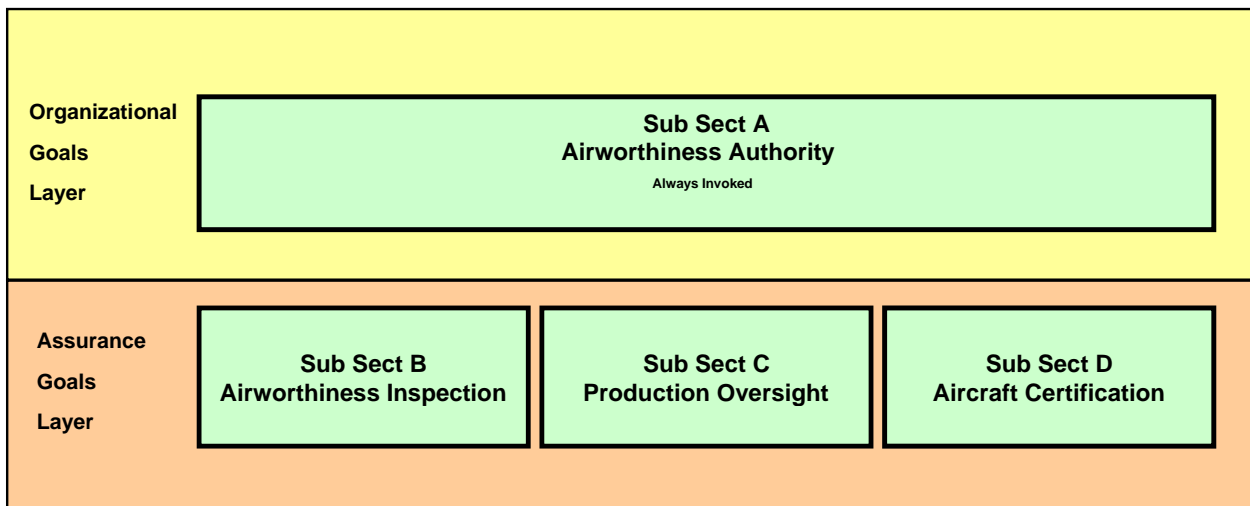 Organizational
Goals
Layer
Sub Sect A
Airworthiness Authority
Always Invoked
Assurance
Goals
Layer
Sub Sect B
Airworthiness Inspection
Sub Sect C
Production Oversight
Sub Sect D
Aircraft Certification